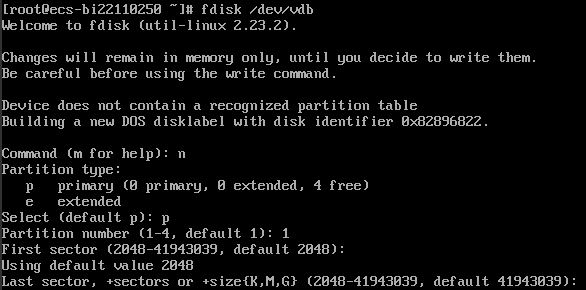 [root@ecs-bi22110250 ~]# fdisk /dev/vdb
Welcome to fdisk (util-linux 2.23.2).
Changes will remain in memory only, until you decide to write them.
Be careful before using the write command.
Device does not contain a recognized partition table
Building a new DOS disklabel with disk identifier 0x82896822.
Command (m for help): n
Partition type:
   p   primary (0 primary, 0 extended, 4 free)
   e   extended
Select (default p): p
Partition number (1-4, default 1): 1
First sector (2048-41943039, default 2048):
Using default value 2048
Last sector, +sectors or +size{K,M,G} (2048-41943039, default 41943039):